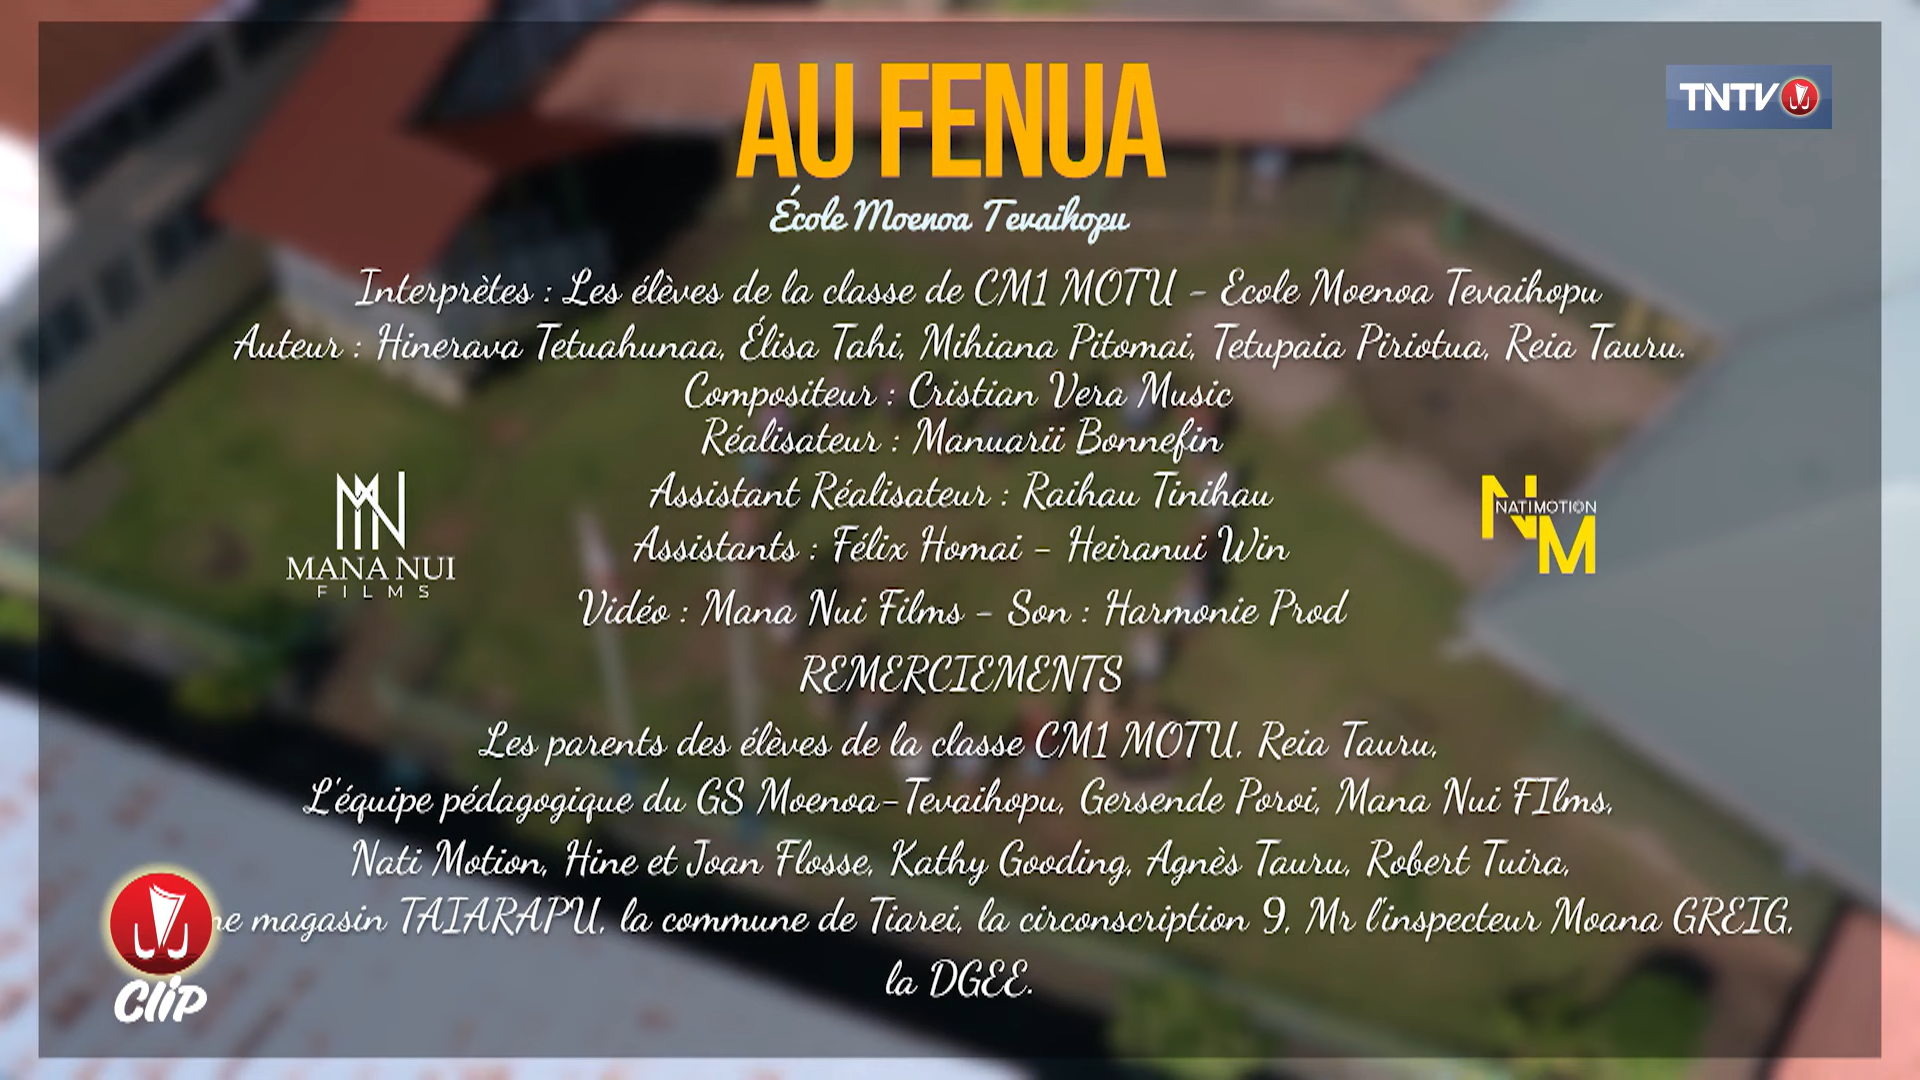 AU FENUA
TNTV
École Moenoa Tevaihopu
Interprètes : Les élèves de la classe de CM1 MOTU - Ecole Moenoa Tevaihopu
Auteur : Hinerava Tetuahunaa, Élisa Tahi, Mihiana Pitomai, Tetupaia Piriotua, Reia Tauru.
Compositeur : Cristian Vera Music
Réalisateur : Manuarii Bonnefin
Assistant Réalisateur : Raihau Tinihau
Assistants : Félix Homai - Heiranui Win
MANA NUI
FILMS
NATIMOTION
NM
Vidéo : Mana Nui Films - Son : Harmonie Prod
REMERCIEMENTS
Les parents des élèves de la classe CM1 MOTU, Reia Tauru,
L'équipe pédagogique du GS Moenoa-Tevaihopu, Gersende Poroi, Mana Nui FIlms,
Nati Motion, Hine et Joan Flosse, Kathy Gooding, Agnès Tauru, Robert Tuira,
magasin TAIARAPU, la commune de Tiarei, la circonscription 9, Mr l'inspecteur Moana GREIG,
la DGEE.
CLIP